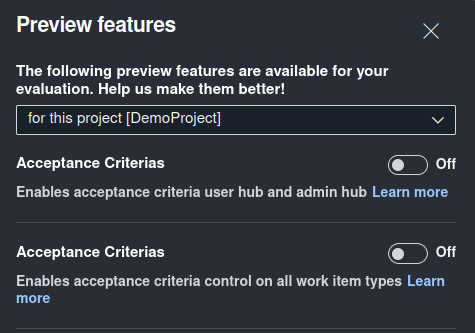 Preview features
The following preview features are available for your
evaluation. Help us make them better!
for this project [DemoProject]
Acceptance Criterias
Off
Enables acceptance criteria user hub and admin hub Learn more
Acceptance Criterias
Off
Enables acceptance criteria control on all work item types Learn
more